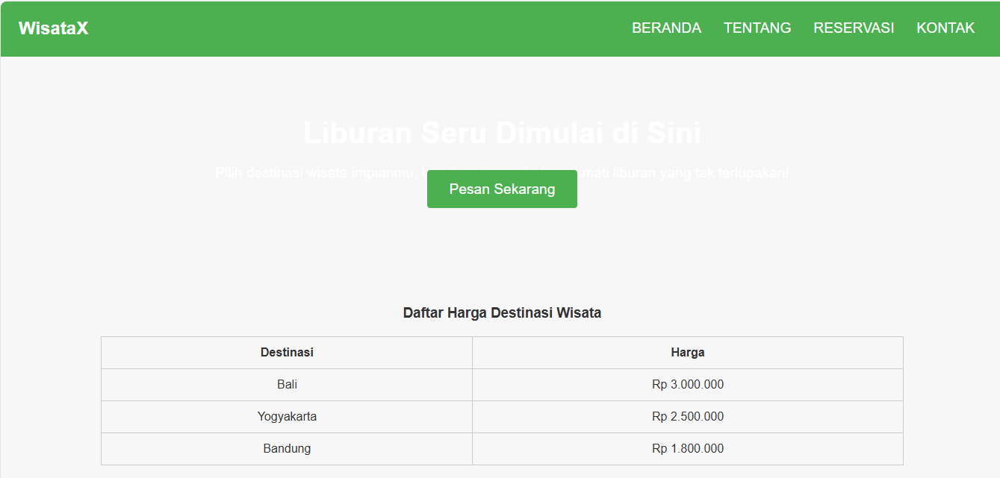 WisataX BERANDA TENTANG RESERVASI KONTAK
Liburan Seru Dimulai di Sini
Pilih destinasi wisata impianmu, liburan yang tak terlupakan!
Pesan Sekarang
Daftar Harga Destinasi Wisata
Destinasi Harga
Bali Rp 3.000.000
Yogyakarta Rp 2.500.000
Bandung Rp 1.800.000